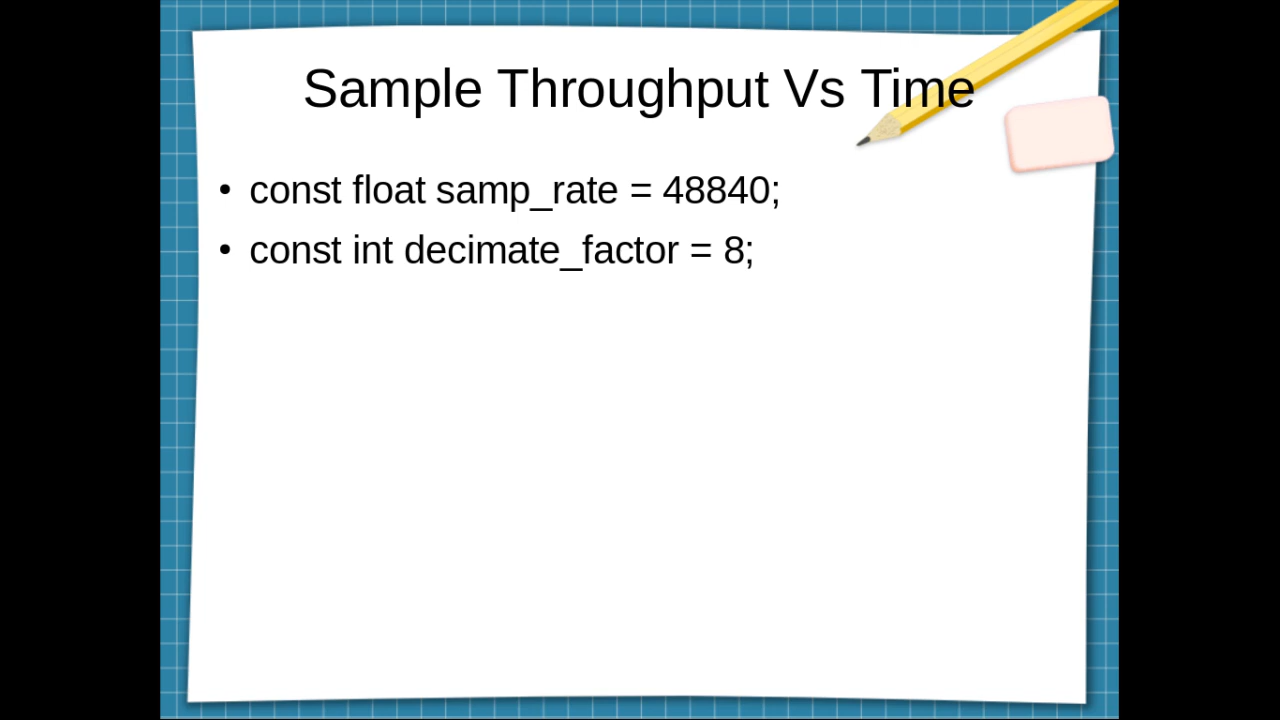 Sample Throughput Vs Time
• const float samp_rate = 48840;
• const int decimate_factor = 8;